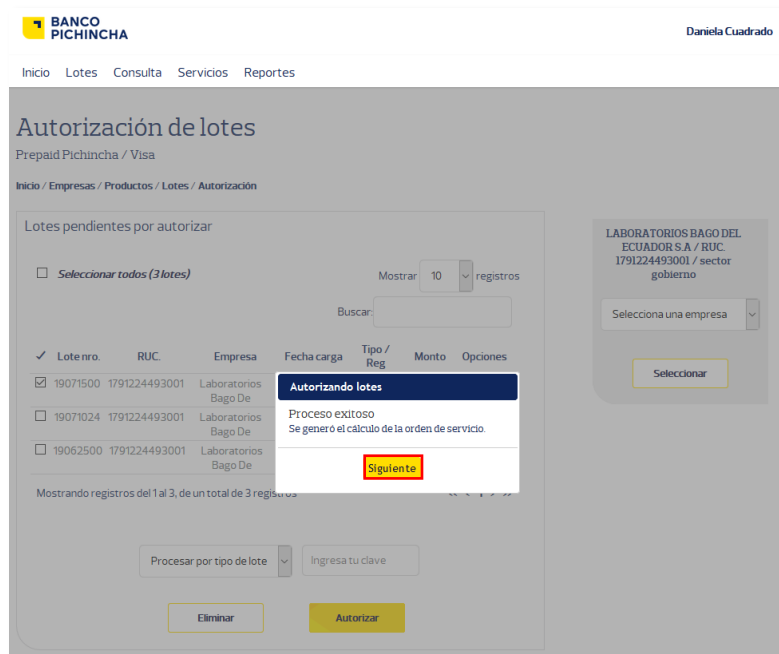 BANCO
PICHINCHA
Daniela Cuadrado
Inicio Lotes Consulta Servicios Reportes
Autorización de lotes
Prepaid Pichincha / Visa
Inicio / Empresas / Productos / Lotes / Autorización
Lotes pendientes por autorizar
Seleccionar todos (3 lotes)
Mostrar 10 registros
Buscar:
Lote nro. RUC. Empresa Fecha carga Tipo / Reg Monto Opciones
19071500 1791224493001 Laboratorios Bago De
19071024 1791224493001 Laboratorios Bago De
19062500 1791224493001 Laboratorios Bago De
Autorizando lotes
Proceso exitoso
Se generó el cálculo de la orden de servicio.
Siguiente
Mostrando registros del 1 al 3, de un total de 3
Procesar por tipo de lote Ingresa tu clave
Eliminar Autorizar
LABORATORIOS BAGO DEL
ECUADOR S.A / RUC.
1791224493001 / sector
gobierno
Selecciona una empresa
Seleccionar